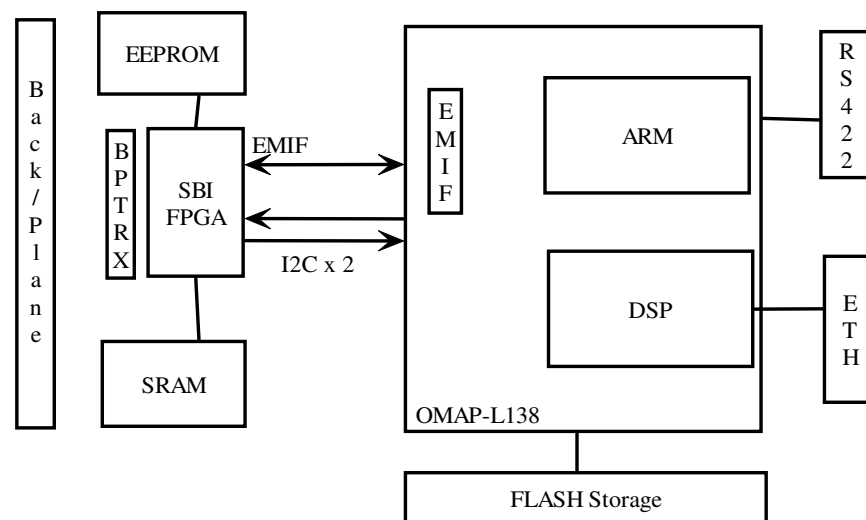 Back/Plane
EEPROM
BPTRX
SBI
FPGA
EMIF
I2C x 2
SRAM
EMIF
ARM
DSP
OMAP-L138
RS422
ETH
FLASH Storage